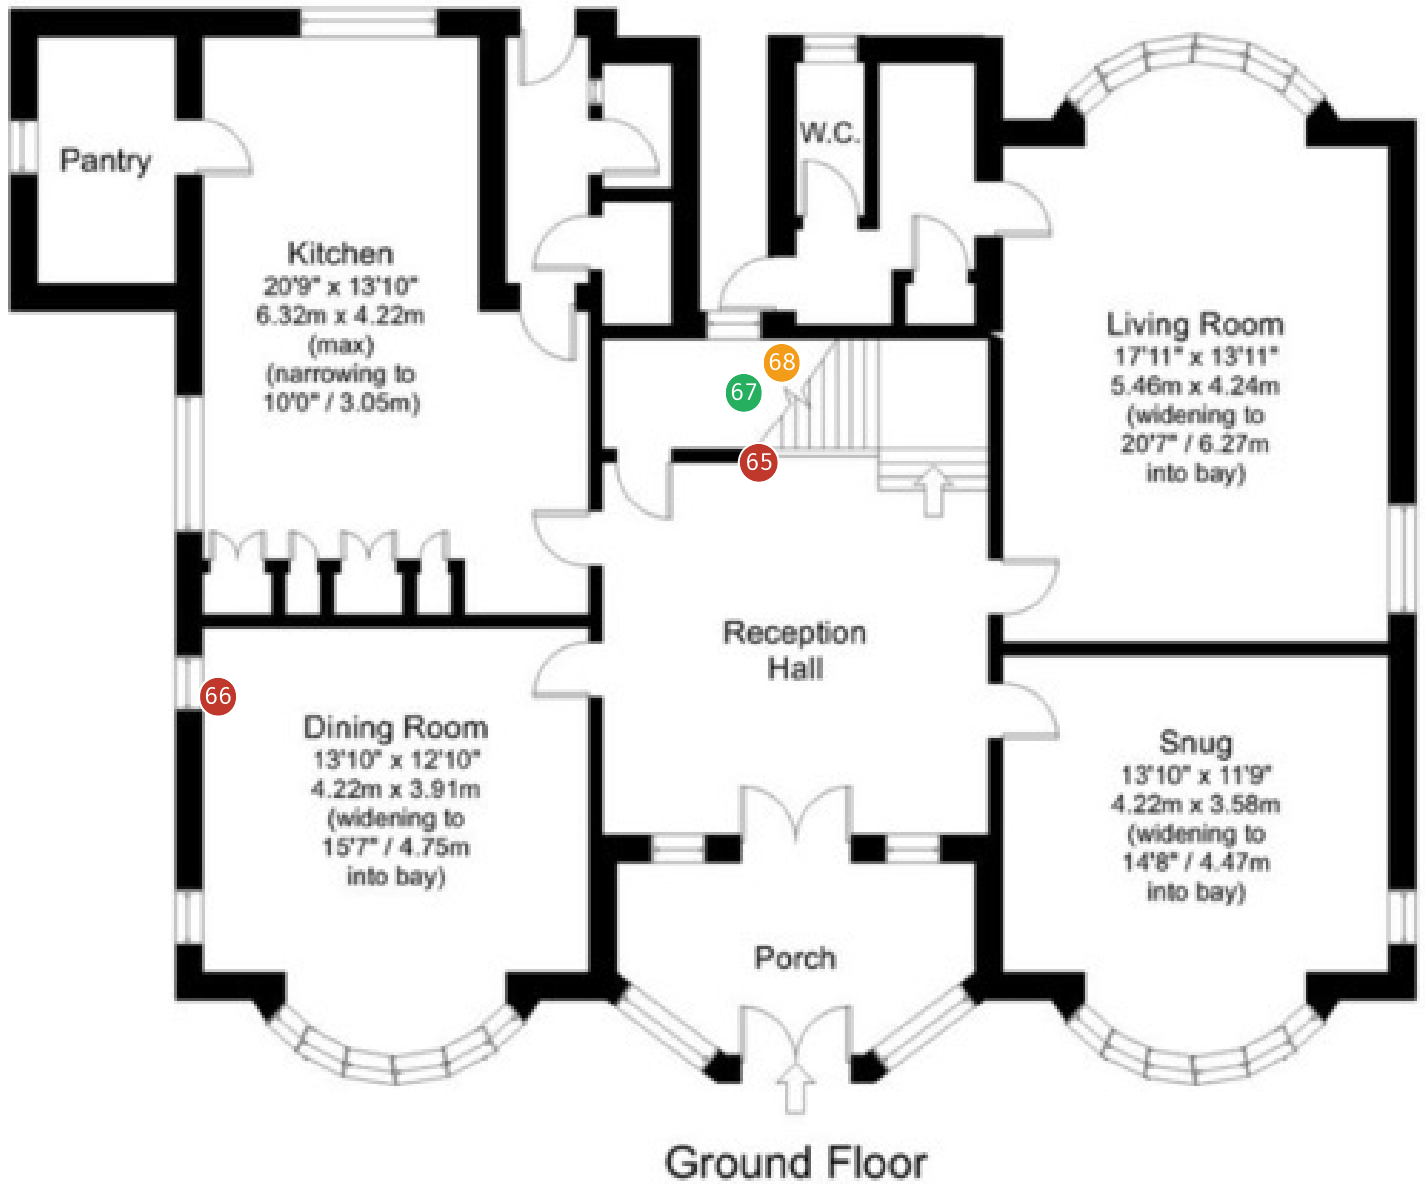 W.C.
Pantry
Kitchen
20'9" x 13'10"
6.32m x 4.22m
(max)
(narrowing to
10'0" / 3.05m)
Living Room
17'11" x 13'11"
5.46m x 4.24m
(widening to
20'7" / 6.27m
into bay)
68
67
65
Reception
Hall
66
Dining Room
13'10" x 12'10"
4.22m x 3.91m
(widening to
15'7" / 4.75m
into bay)
Snug
13'10" x 11'9"
4.22m x 3.58m
(widening to
14'8" / 4.47m
into bay)
Porch
Ground Floor